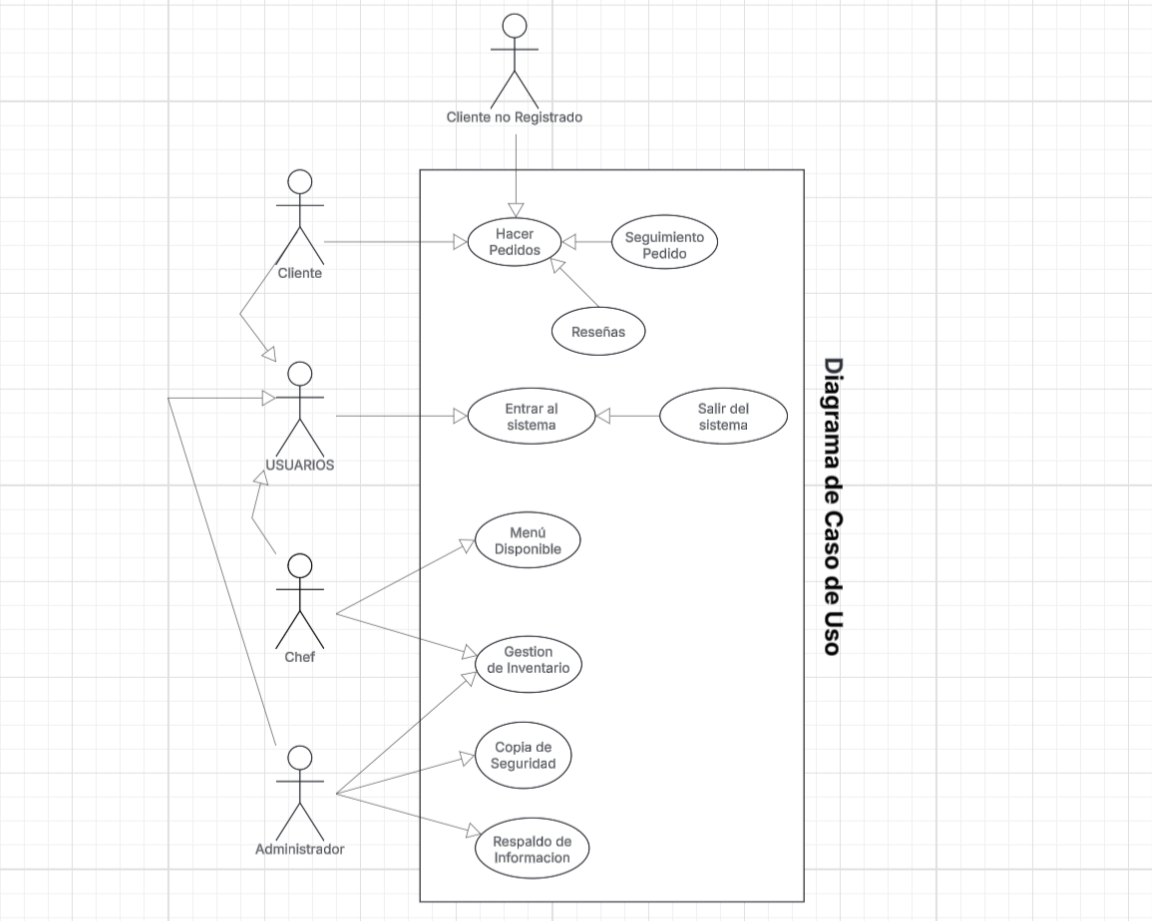 Cliente no Registrado
Cliente
Hacer
Pedidos
Seguimiento
Pedido
Reseñas
USUARIOS
Entrar al
sistema
Salir del
sistema
Diagrama de Caso de Uso
Menú
Disponible
Chef
Gestion
de Inventario
Copia de
Seguridad
Administrador
Respaldo de
Informacion